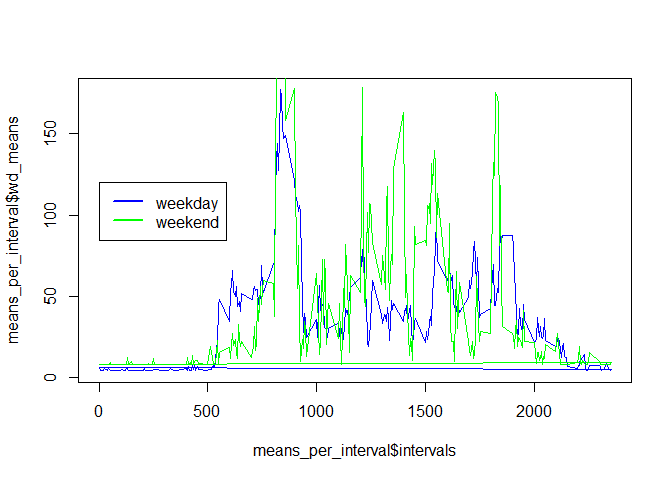 means_per_interval$wd_means
150
100
50
0
weekday
weekend
0 500 1000 1500 2000
means_per_interval$intervals